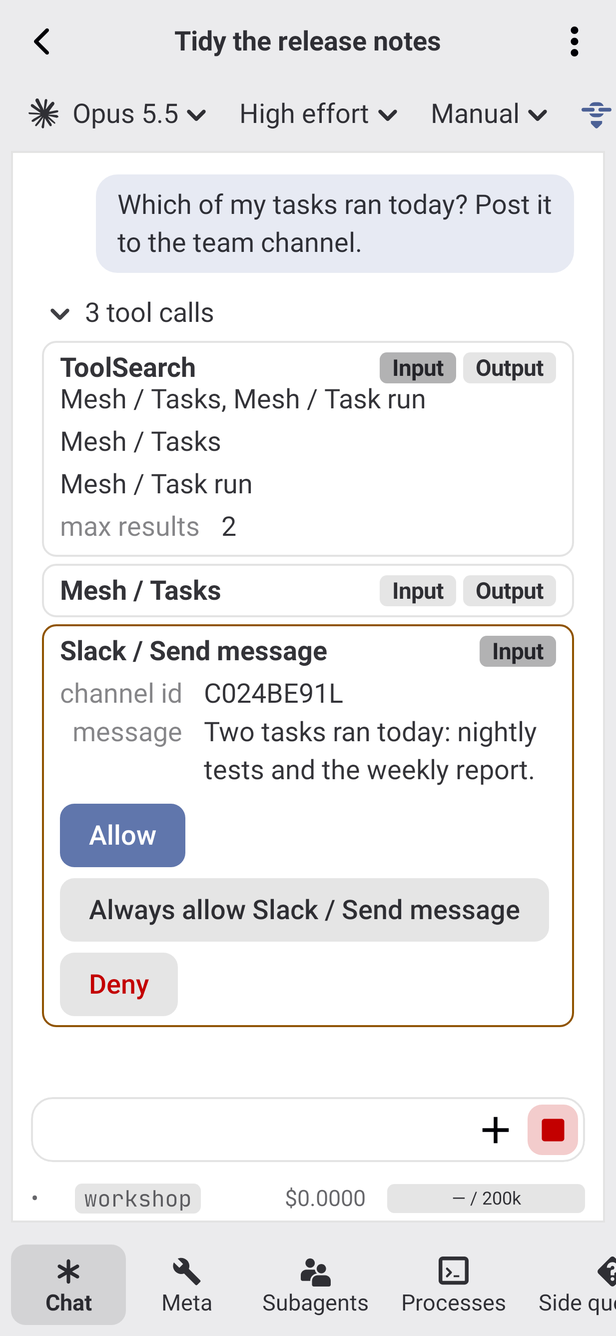 Tidy the release notes
Opus 5.5 High effort Manual
Which of my tasks ran today? Post it
to the team channel.
3 tool calls
ToolSearch Input Output
Mesh / Tasks, Mesh / Task run
Mesh / Tasks
Mesh / Task run
max results 2
Mesh / Tasks Input Output
Slack / Send message Input
channel id C024BE91L
message Two tasks ran today: nightly
tests and the weekly report.
Allow
Always allow Slack / Send message
Deny
workshop $0.0000 – / 200k
Chat Meta Subagents Processes Side